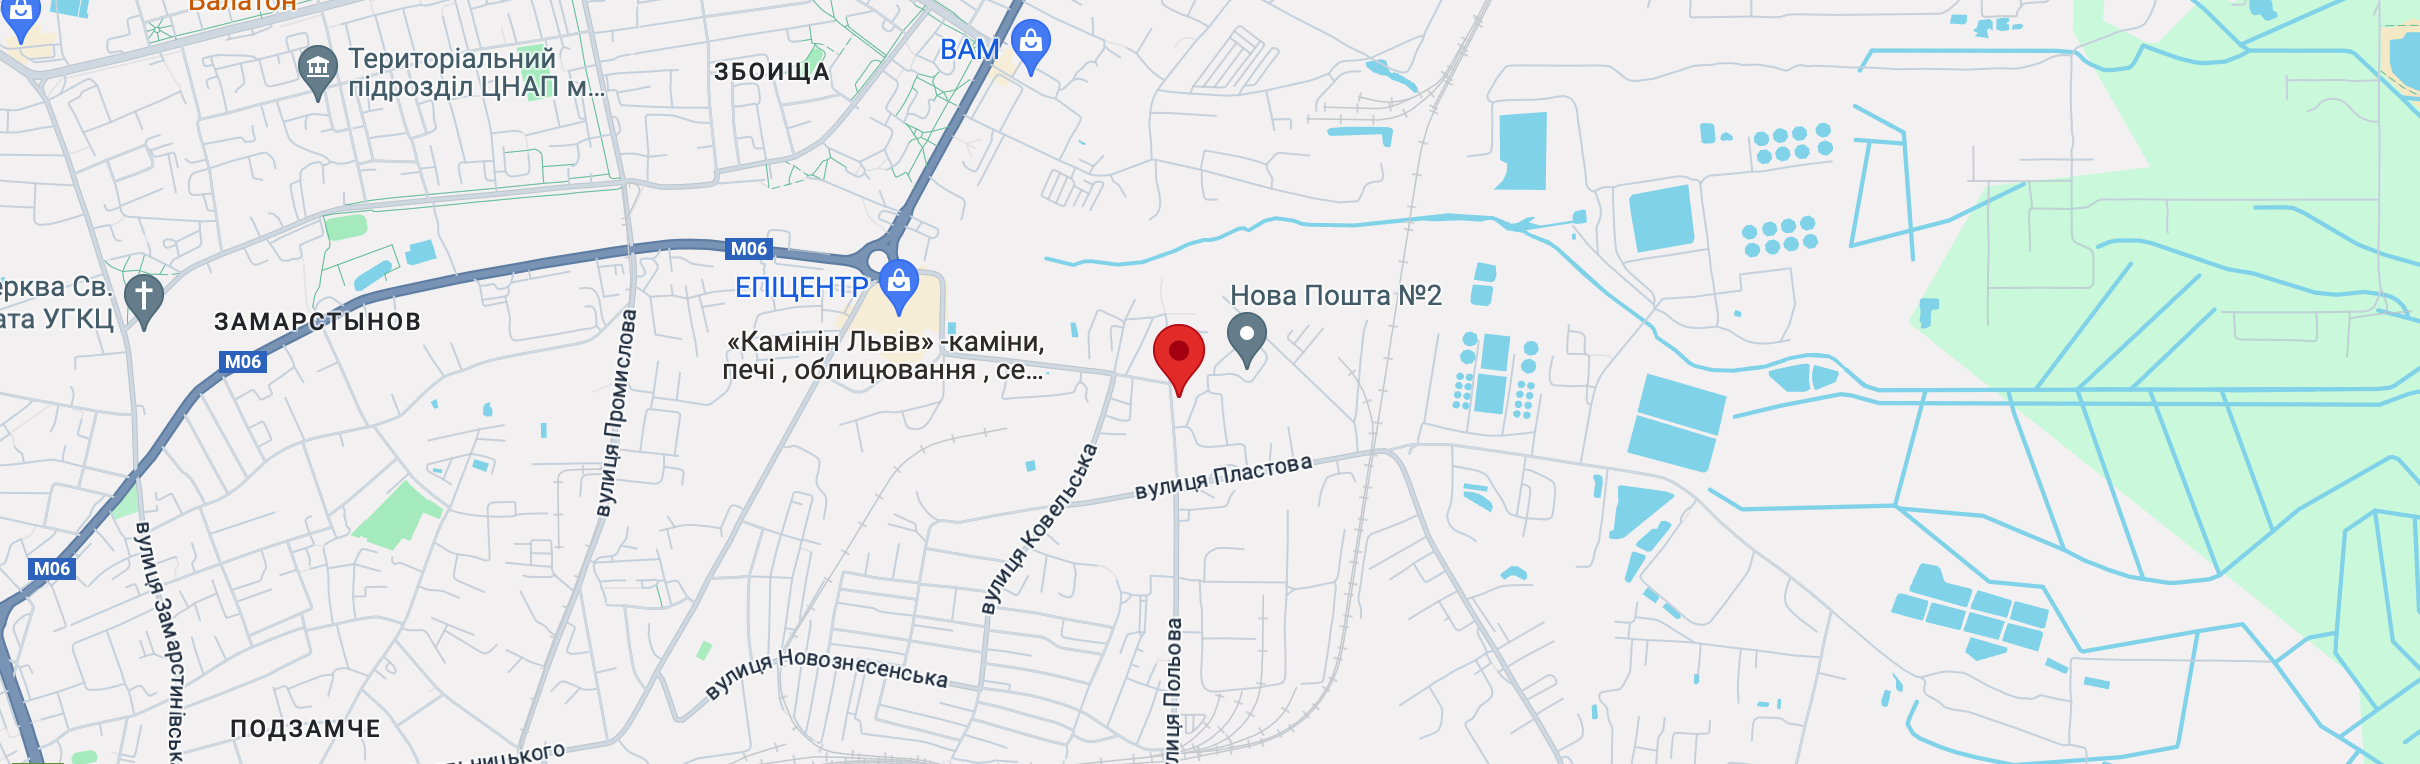 Балатон
Територіальний
підрозділ ЦНАП м...
ЗБОИЩА
ВАМ
М06
ЕПІЦЕНТР
ерква Св.
ата УГКЦ
ЗАМАРСТЫНОВ
М06
«Камінін Львів» -каміни,
печі , облицювання , се...
Нова Пошта №2
вулиця Промислова
вулиця Ковельська
вулиця Пластова
М06
вулиця Замарстинівськ
вулиця Новознєсенська
улиця Польова
ПОДЗАМЧЕ
льницького